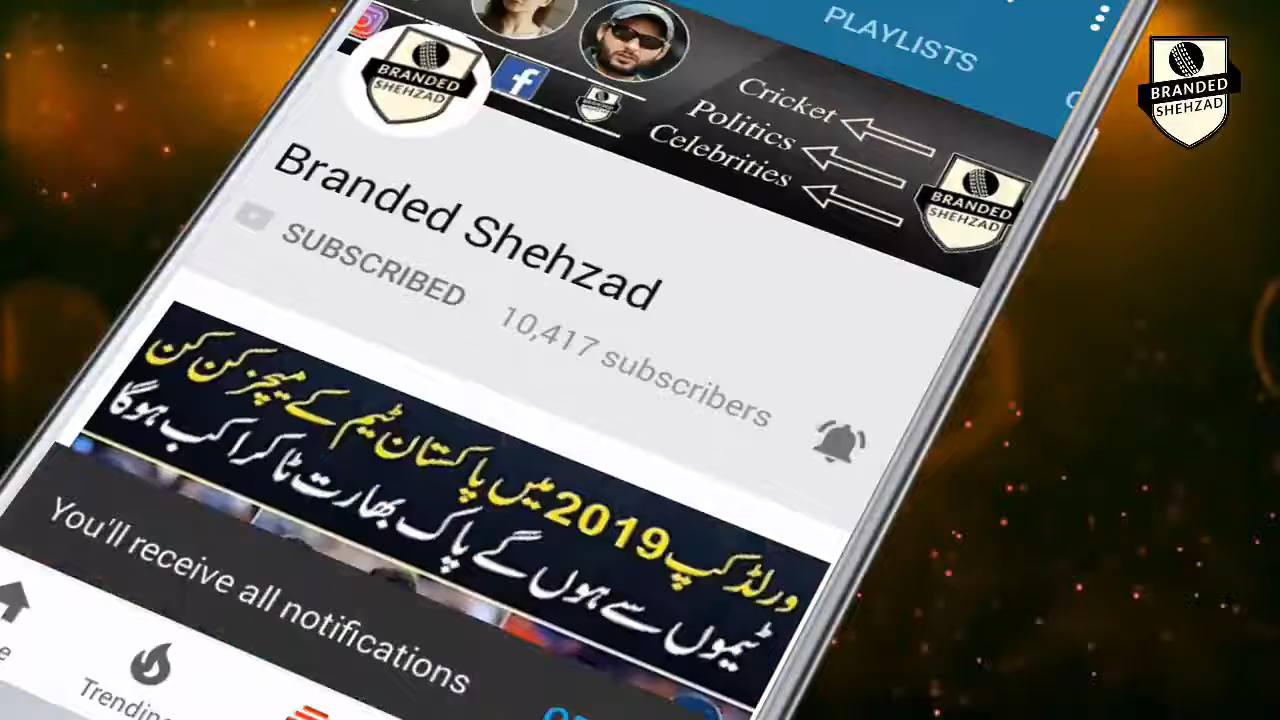 PLAYLISTS
BRANDED
SHEHZAD
Cricket
Politics
Celebrities
BRANDED
SHEHZAD
BRANDED
SHEHZAD
Branded Shehzad
SUBSCRIBED 10,417 subscribers
ورلڈ کپ 2019 میں پاکستان ٹیم کے میچز کن کن
ٹیموں سے ہوں گے پاک بھارت ٹاکرا کب ہوگا
You'll receive all notifications
Trending